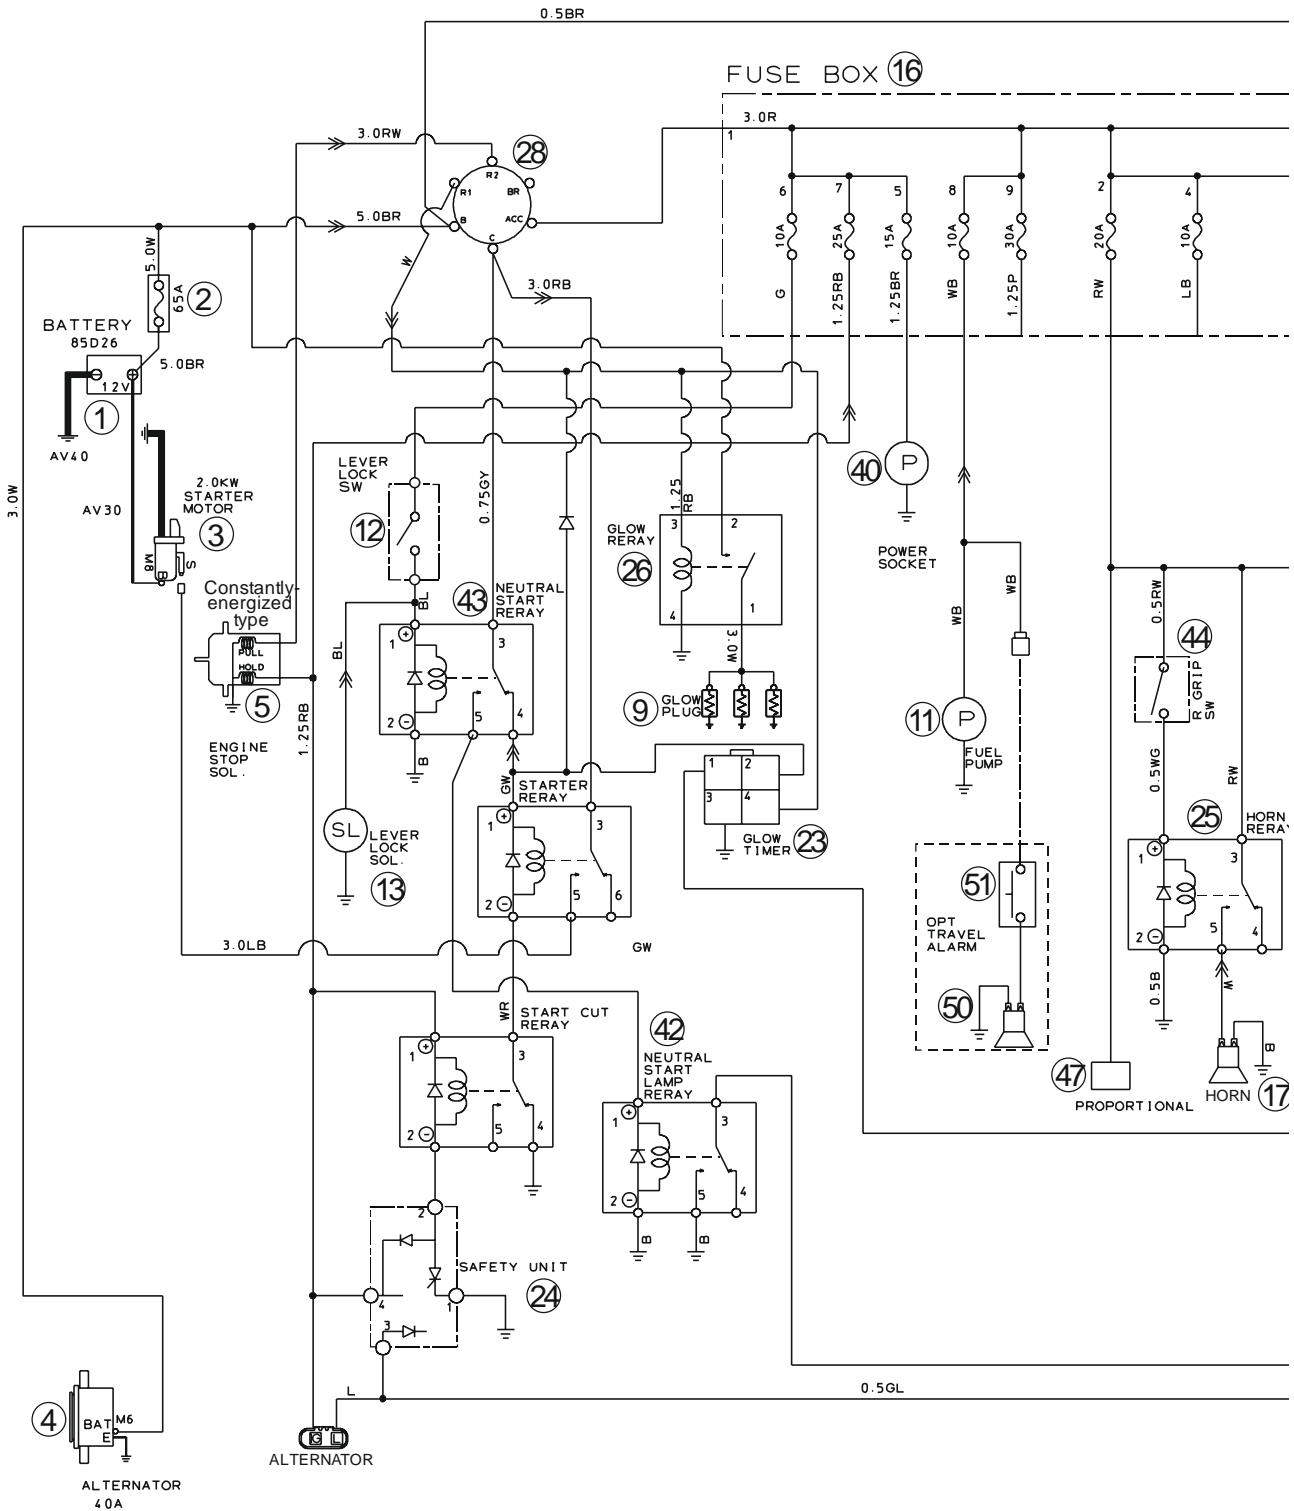 0.5BR
FUSE BOX 16
3.0R
1
3.0RW
28
R2
R1
BR
B
ACC
C
5.0BR
6
7
5
8
9
2
4
10A
25A
15A
10A
30A
20A
10A
G
1.25RB
1.25BR
WB
1.25P
RW
LB
W
3.0RB
5.0W
65A
2
BATTERY
85D26
12V
5.0BR
1
AV40
3.0W
AV30
2.0KW
STARTER
MOTOR
3
M8
B
S
Constantly-
energized
type
PULL
HOLD
5
ENGINE
STOP
SOL.
1.25RB
LEVER
LOCK
SW
12
0.75GY
BL
BL
43
NEUTRAL
START
RERAY
1
3
2
5
4
B
GW
SL
LEVER
LOCK
SOL.
13
STARTER
RERAY
1
3
2
5
6
3.0LB
GW
1.25
RB
GLOW
RERAY
26
3
2
4
1
3.0W
9
GLOW
PLUG
1
2
3
4
GLOW
TIMER
23
40
P
POWER
SOCKET
WB
WB
11
P
FUEL
PUMP
OPT
TRAVEL
ALARM
51
50
0.5RW
44
R GRIP
SW
0.5WG
RW
25
HORN
RERAY
1
3
2
5
4
0.5B
W
B
47
PROPORTIONAL
HORN
17
WR
START CUT
RERAY
1
3
2
5
4
42
NEUTRAL
START
LAMP
RERAY
1
3
2
5
4
B
B
2
SAFETY UNIT
24
4
1
3
L
0.5GL
4
BAT
M6
E
ALTERNATOR
40A
G
L
ALTERNATOR